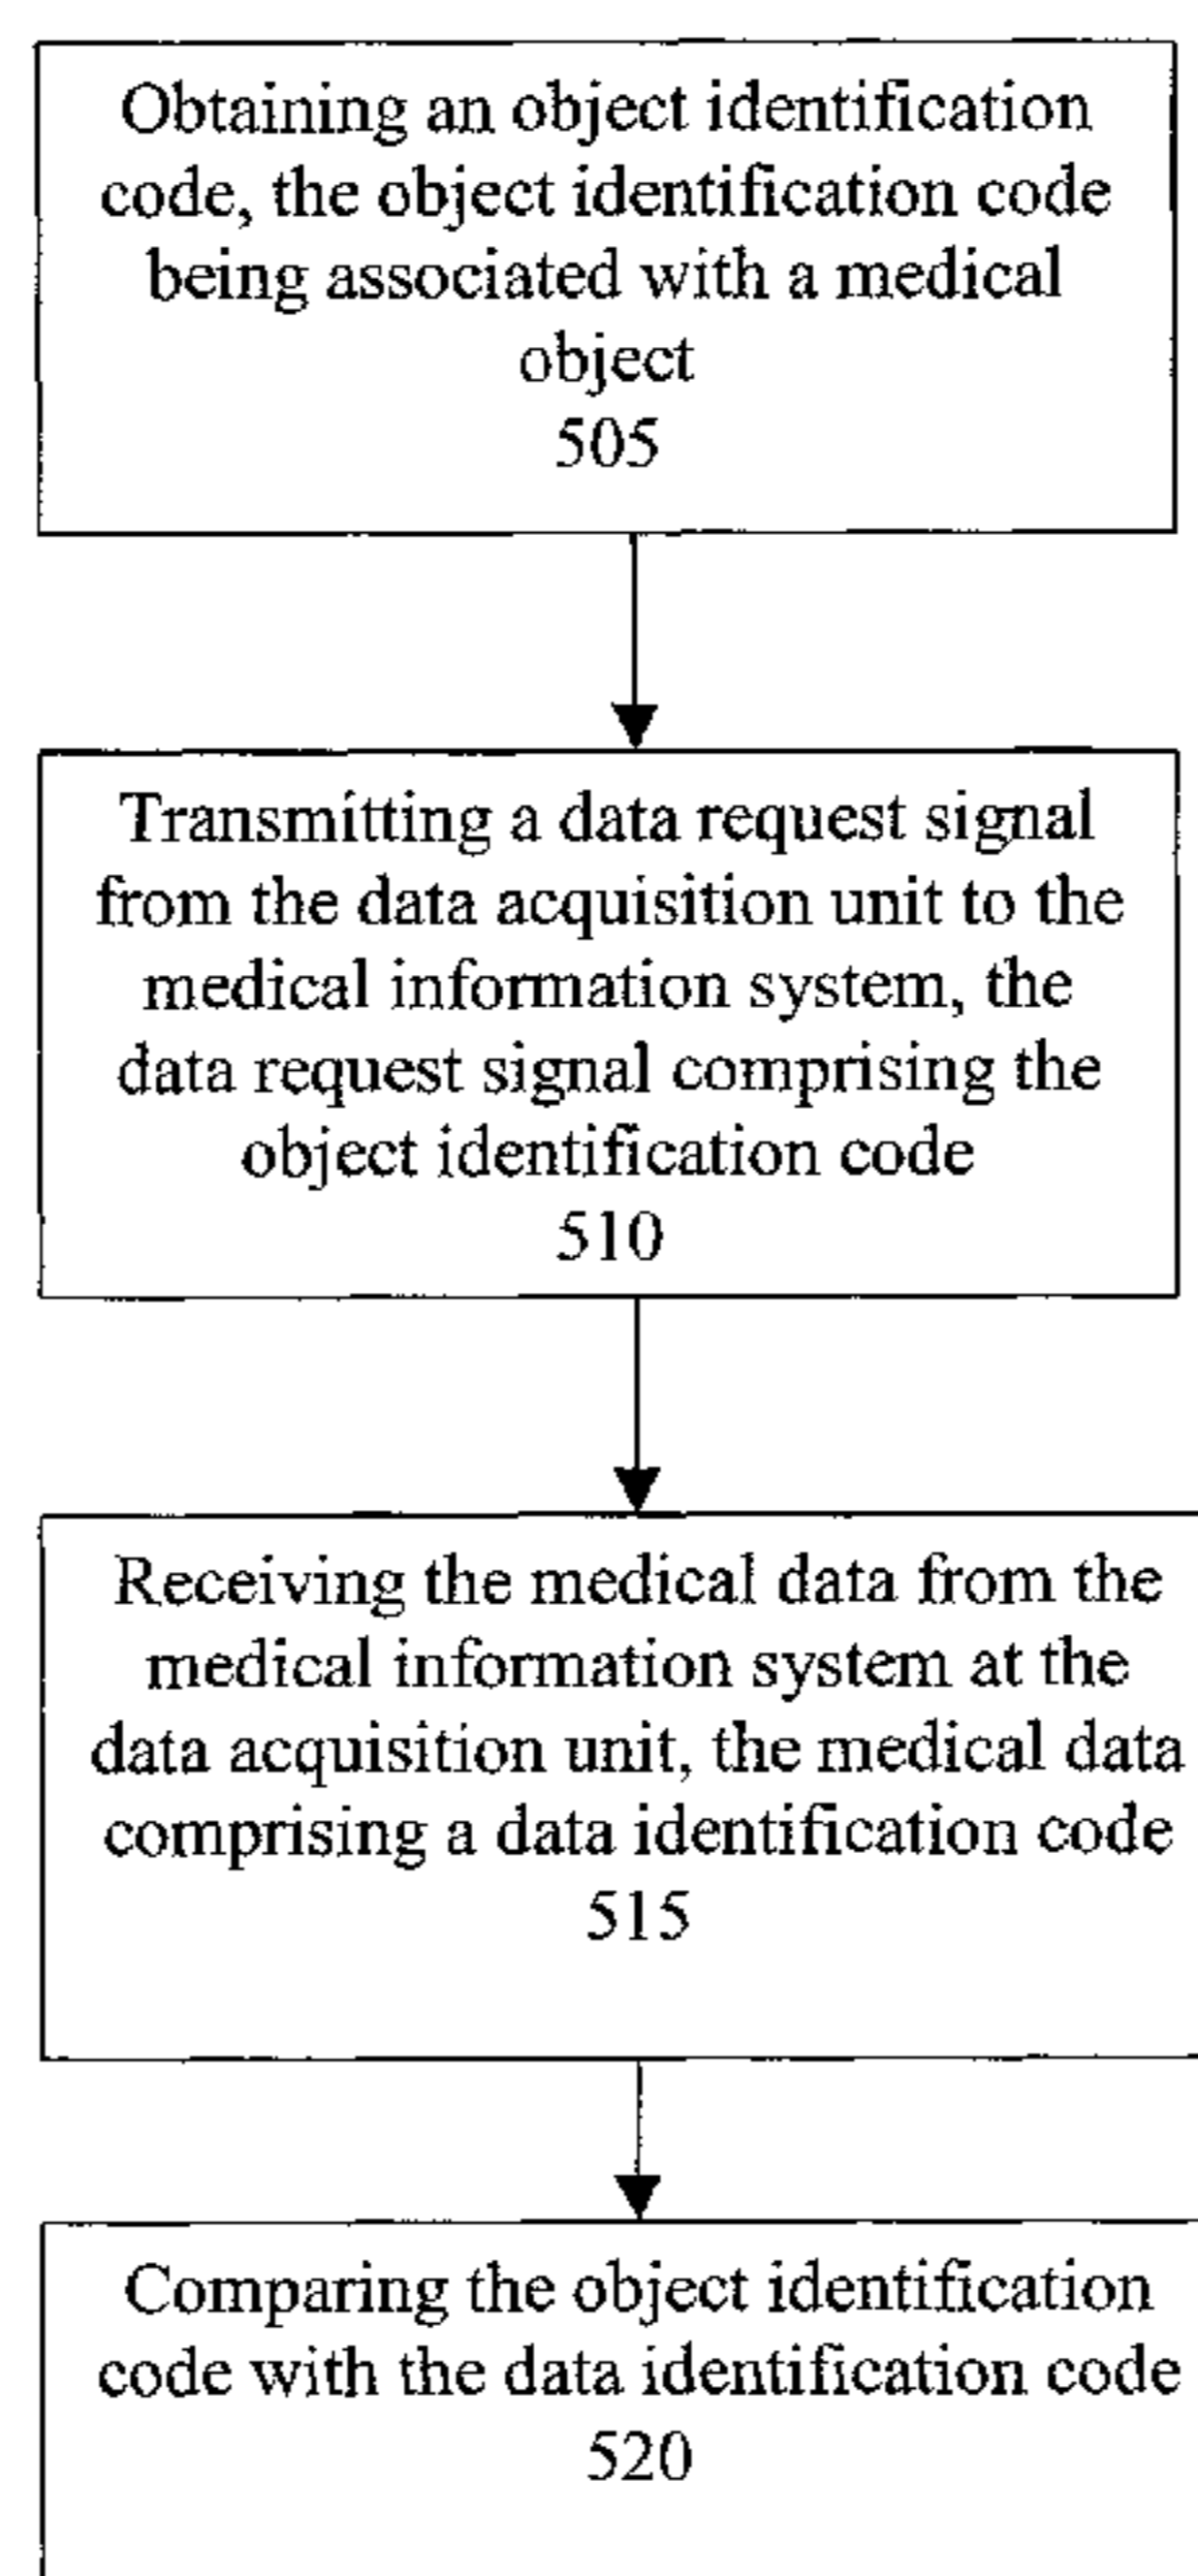 Obtaining an object identification
code, the object identification code
being associated with a medical
object
505
Transmitting a data request signal
from the data acquisition unit to the
medical information system, the
data request signal comprising the
object identification code
510
Receiving the medical data from the
medical information system at the
data acquisition unit, the medical data
comprising a data identification code
515
Comparing the object identification
code with the data identification code
520